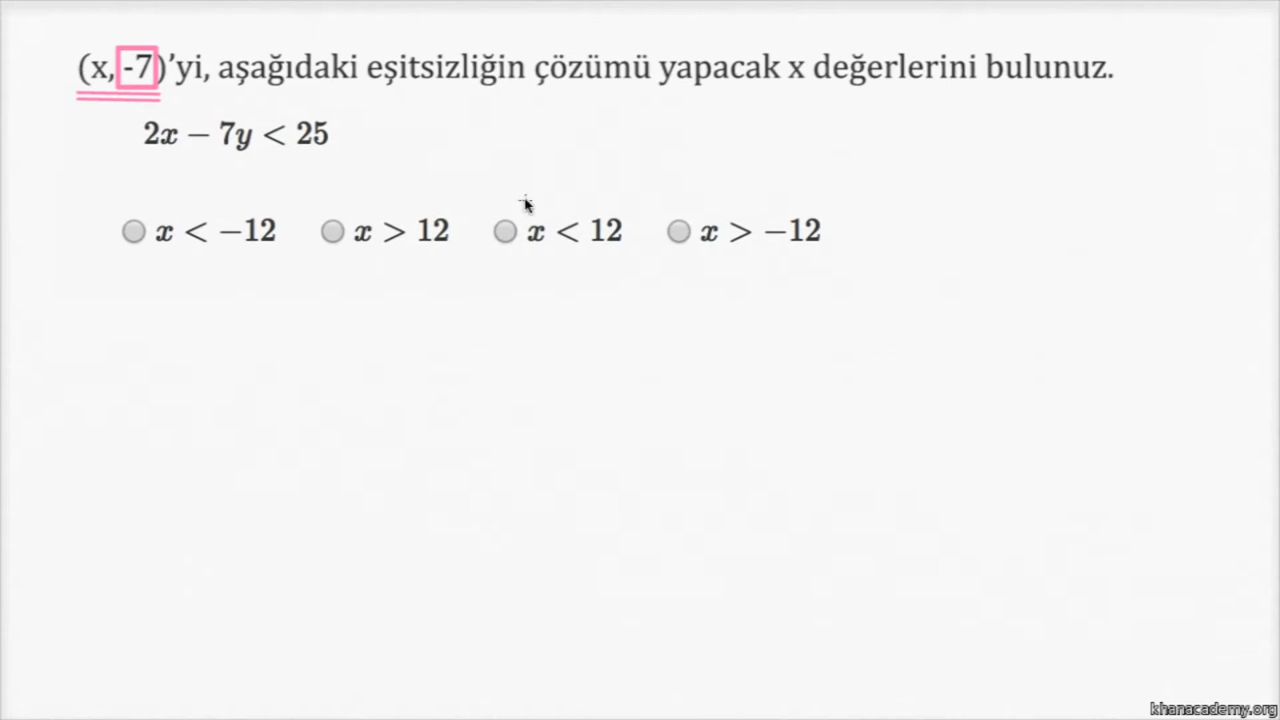 (x, -7)’yi, aşağıdaki eşitsizliğin çözümü yapacak x değerlerini bulunuz.
2x − 7y < 25
x < −12 x > 12 x < 12 x > −12
khanacademy.org